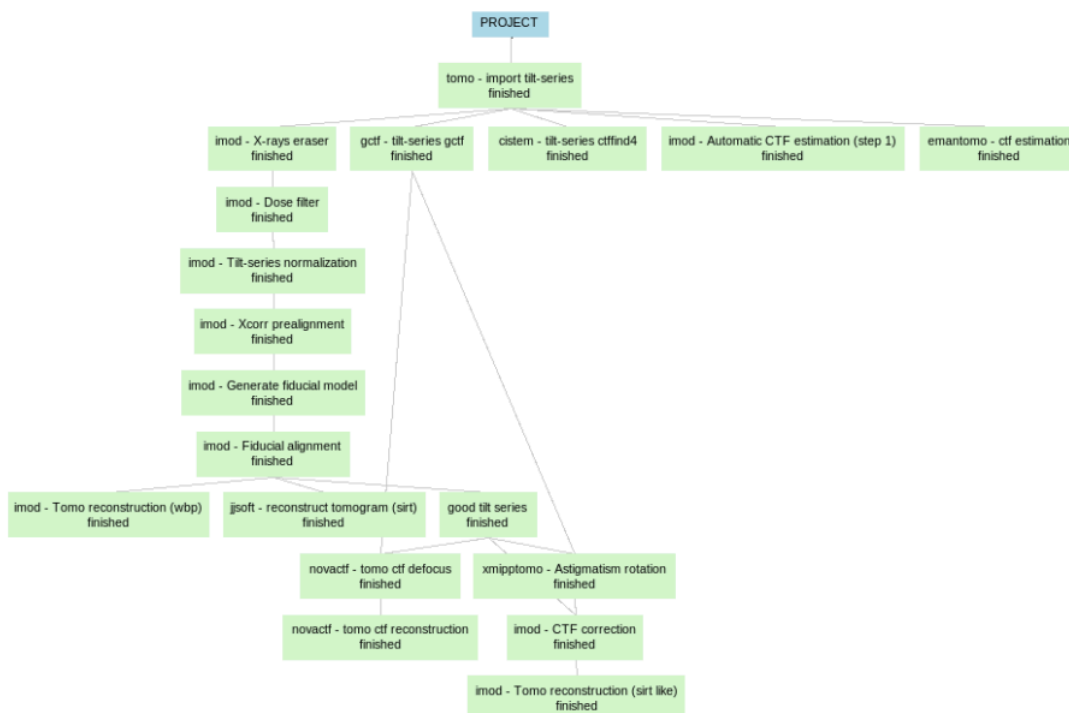 PROJECT
tomo - import tilt-series
finished
imod - X-rays eraser
finished
gctf - tilt-series gctf
finished
cistem - tilt-series ctffind4
finished
imod - Automatic CTF estimation (step 1)
finished
emantomo - ctf estimation
finished
imod - Dose filter
finished
imod - Tilt-series normalization
finished
imod - Xcorr prealignment
finished
imod - Generate fiducial model
finished
imod - Fiducial alignment
finished
imod - Tomo reconstruction (wbp)
finished
jjsoft - reconstruct tomogram (sirt)
finished
good tilt series
finished
novactf - tomo ctf defocus
finished
xmipptomo - Astigmatism rotation
finished
novactf - tomo ctf reconstruction
finished
imod - CTF correction
finished
imod - Tomo reconstruction (sirt like)
finished